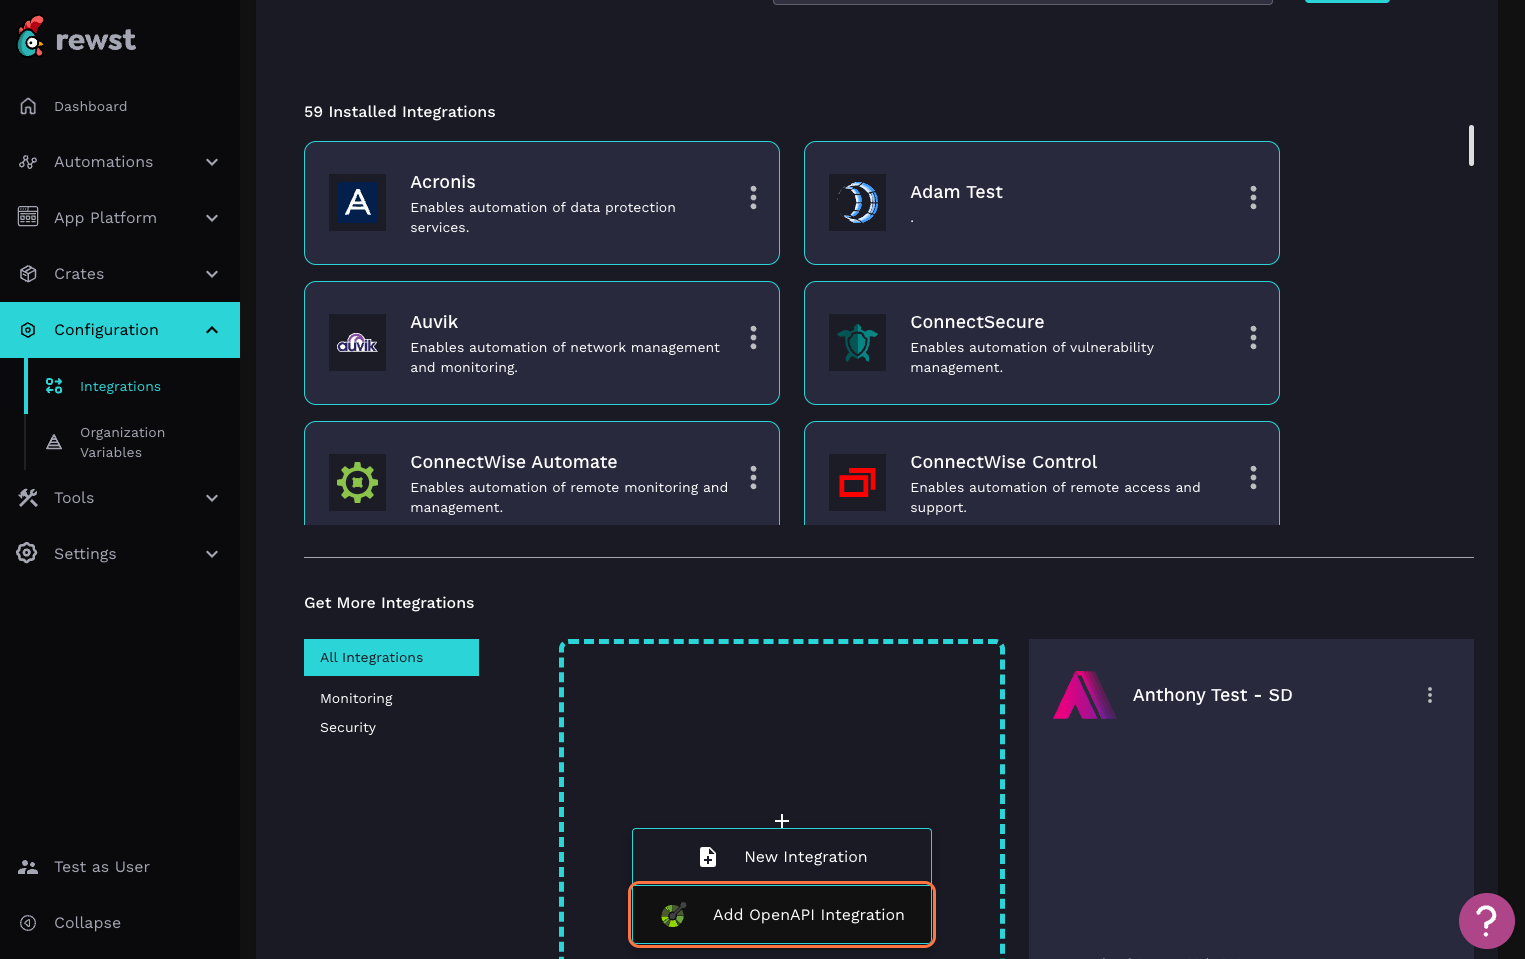 rewst
Dashboard
Automations
App Platform
Crates
Configuration
Integrations
Organization
Variables
Tools
Settings
Test as User
Collapse
59 Installed Integrations
Acronis
Enables automation of data protection
services.
Adam Test
.
auvik
Auvik
Enables automation of network management
and monitoring.
ConnectSecure
Enables automation of vulnerability
management.
ConnectWise Automate
Enables automation of remote monitoring and
management.
ConnectWise Control
Enables automation of remote access and
support.
Get More Integrations
All Integrations
Monitoring
Security
New Integration
Add OpenAPI Integration
Anthony Test - SD
?